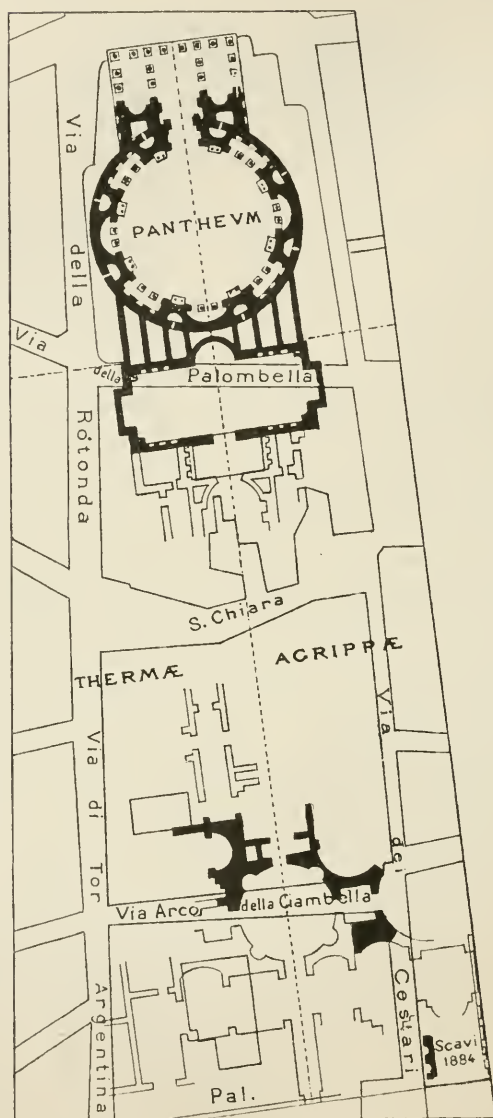 Via della
PANTHEVM
Via
della
Palombella
Rotonda
S. Chiara
THERMÆ
AGRIPPÆ
Via dei
Via di Tor
Via Arco
della Ciambella
Argentina
Cestari
Scavi
1884
Pal.